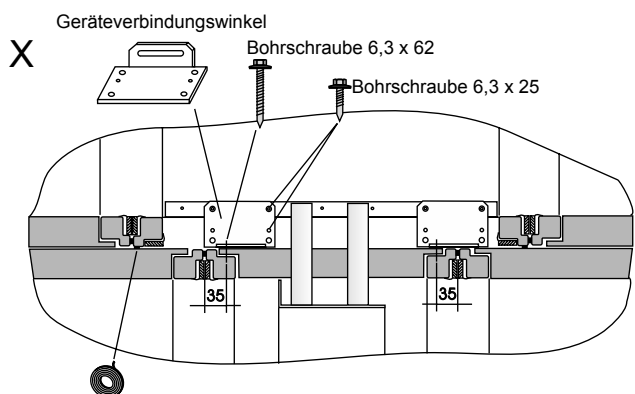 Geräteverbindungswinkel
X
Bohrschraube 6,3 x 62
Bohrschraube 6,3 x 25
35
35